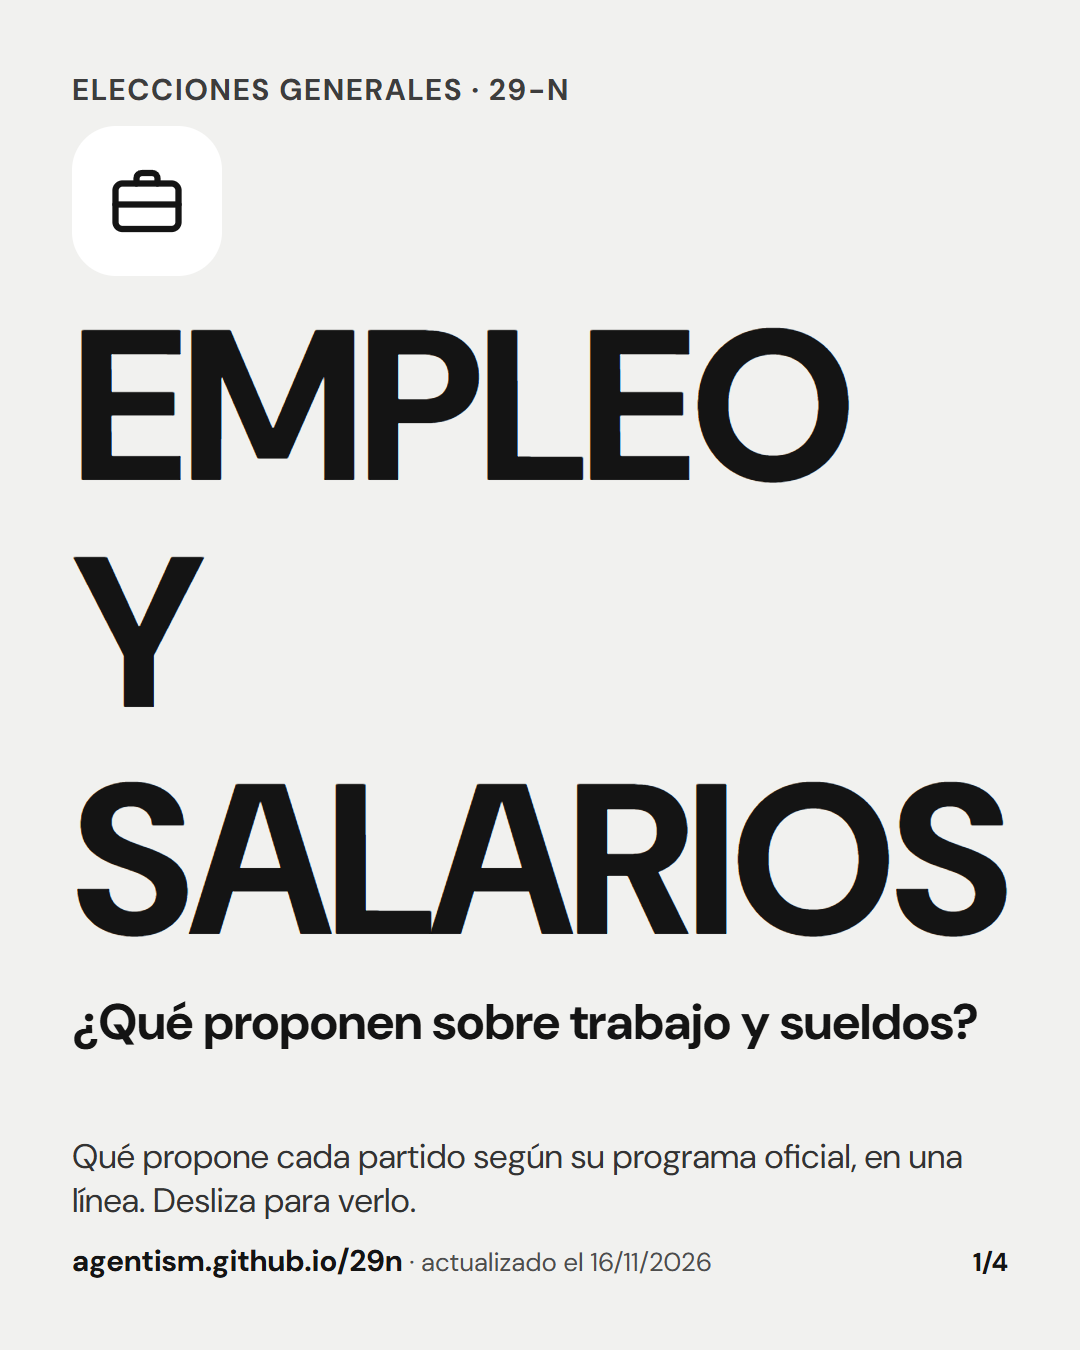 ELECCIONES GENERALES · 29-N
EMPLEO
Y
SALARIOS
¿Qué proponen sobre trabajo y sueldos?
Qué propone cada partido según su programa oficial, en una
línea. Desliza para verlo.
agentism.github.io/29n · actualizado el 16/11/2026
1/4